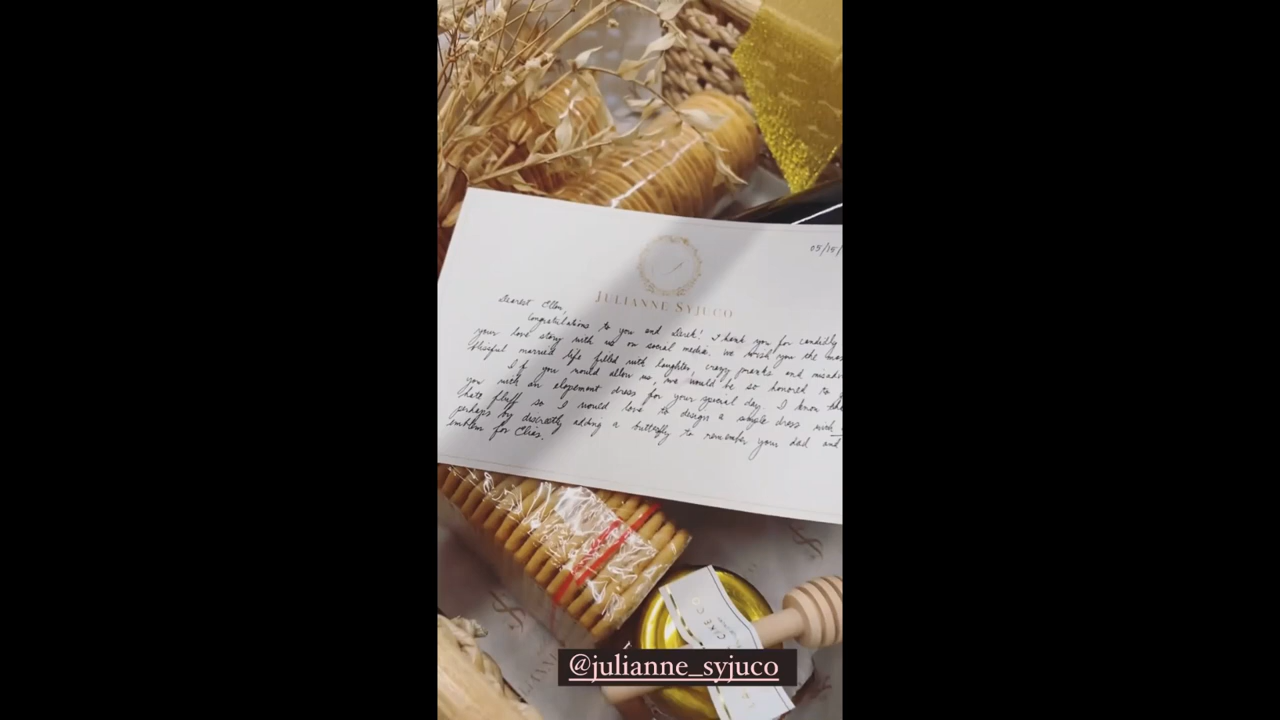 05/15/
JULIANNE SYJUCO
Dearest Ellen,
Congratulations to you and Derek! Thank you for candidly
your love story with us on social media. We wish you the most
blissful married life filled with laughter, crazy pranks and
If you would allow us, we would be so honored to
you with an elopement dress for your special day. I know
hate fluff so I would love to design a simple dress with
perhaps by discreetly adding a butterfly to remember your dad and
emblem for Elias.
@julianne_syjuco